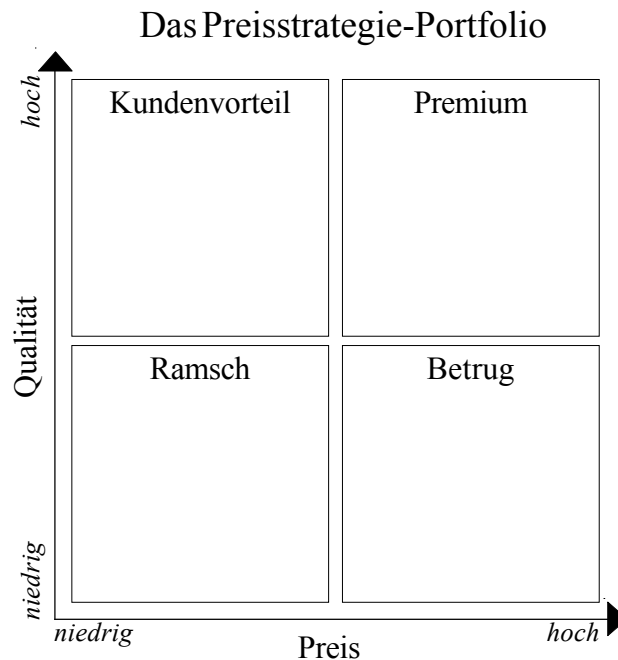 Das Preisstrategie-Portfolio
hoch
Kundenvorteil
Premium
Qualität
Ramsch
Betrug
niedrig
niedrig
hoch
Preis